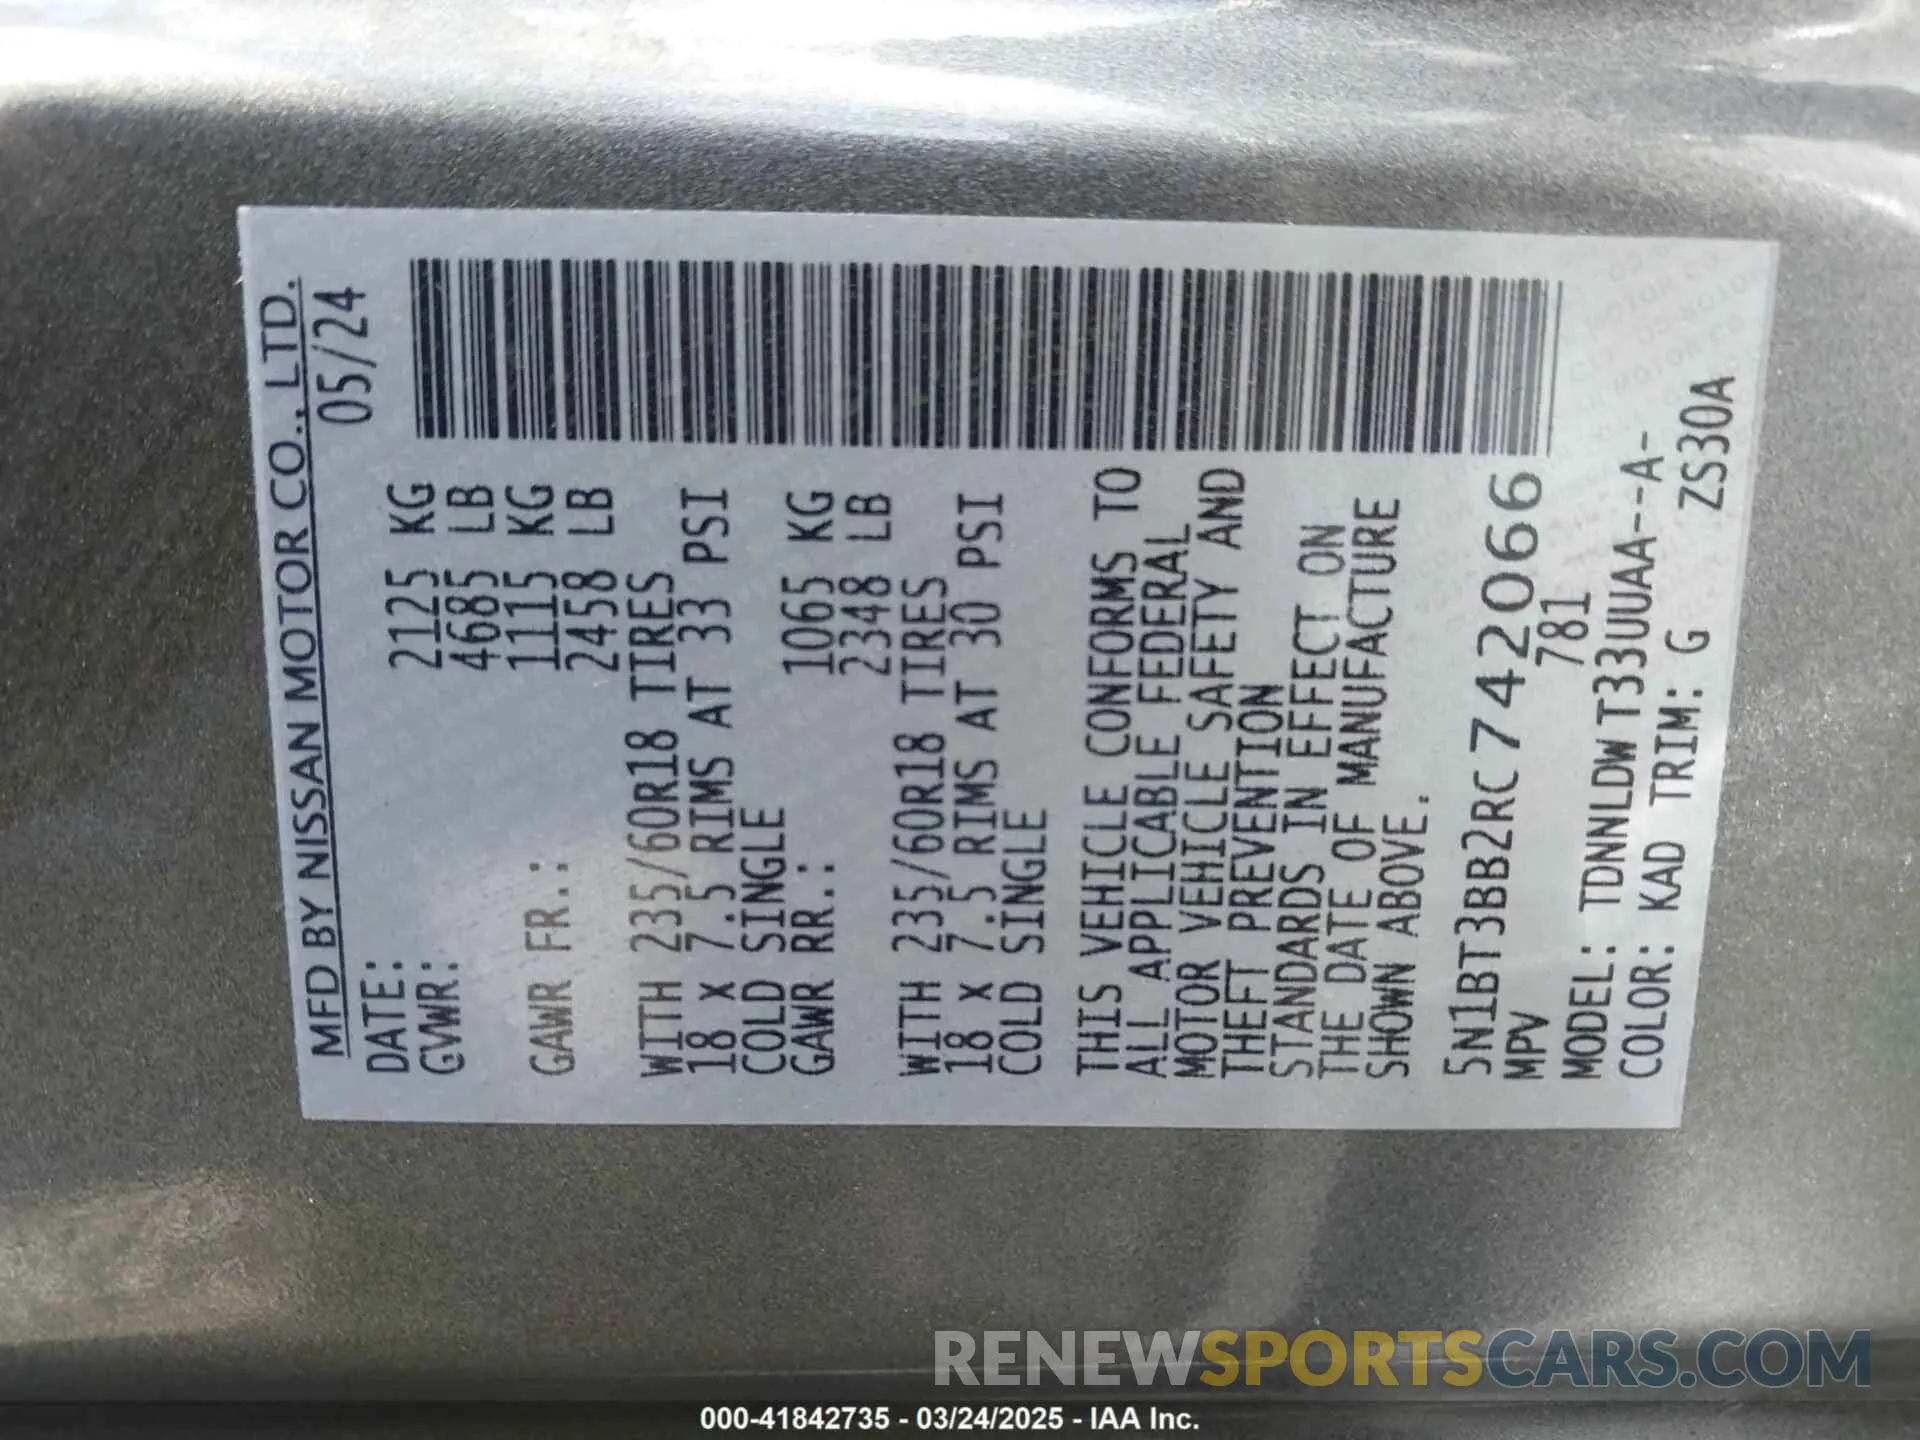 MFD BY NISSAN MOTOR CO., LTD.
DATE: 05/24
GVWR: 2125 KG
4685 LB
GAWR FR.: 1115 KG
2458 LB
WITH 235/60R18 TIRES
18 x 7.5 RIMS AT 33 PSI
COLD SINGLE
GAWR RR.: 1065 KG
2348 LB
WITH 235/60R18 TIRES
18 x 7.5 RIMS AT 30 PSI
COLD SINGLE
THIS VEHICLE CONFORMS TO
ALL APPLICABLE FEDERAL
MOTOR VEHICLE SAFETY AND
THEFT PREVENTION
STANDARDS IN EFFECT ON
THE DATE OF MANUFACTURE
SHOWN ABOVE.
5N1BT3BB2RC742066
MPV 781
MODEL: TDNNLDWT33UUAA--A-
COLOR: KAD TRIM: G ZS30A
RENEWSPORTSCARS.COM
000-41842735 - 03/24/2025 - IAA Inc.